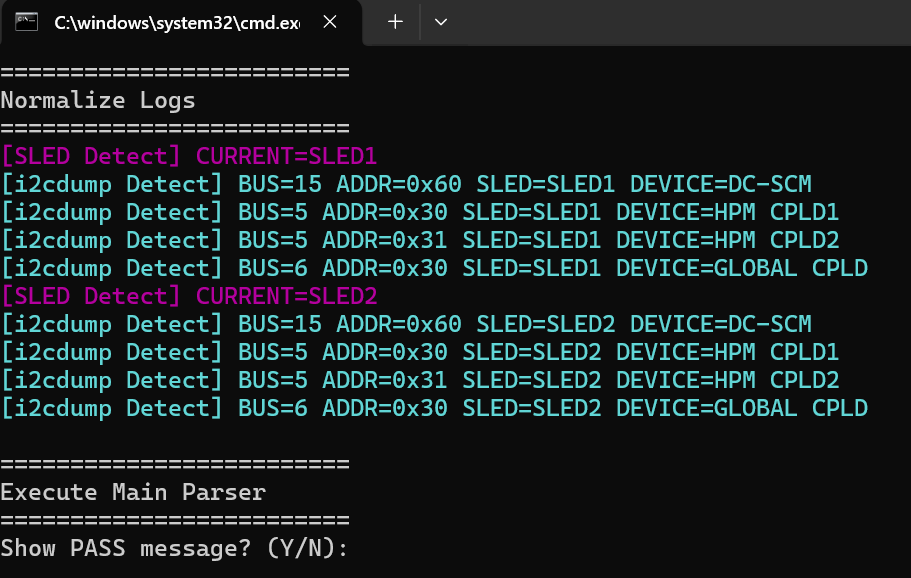 C:\windows\system32\cmd.ex
=========================
Normalize Logs
=========================
[SLED Detect] CURRENT=SLED1
[i2cdump Detect] BUS=15 ADDR=0x60 SLED=SLED1 DEVICE=DC-SCM
[i2cdump Detect] BUS=5 ADDR=0x30 SLED=SLED1 DEVICE=HPM CPLD1
[i2cdump Detect] BUS=5 ADDR=0x31 SLED=SLED1 DEVICE=HPM CPLD2
[i2cdump Detect] BUS=6 ADDR=0x30 SLED=SLED1 DEVICE=GLOBAL CPLD
[SLED Detect] CURRENT=SLED2
[i2cdump Detect] BUS=15 ADDR=0x60 SLED=SLED2 DEVICE=DC-SCM
[i2cdump Detect] BUS=5 ADDR=0x30 SLED=SLED2 DEVICE=HPM CPLD1
[i2cdump Detect] BUS=5 ADDR=0x31 SLED=SLED2 DEVICE=HPM CPLD2
[i2cdump Detect] BUS=6 ADDR=0x30 SLED=SLED2 DEVICE=GLOBAL CPLD
=========================
Execute Main Parser
=========================
Show PASS message? (Y/N):